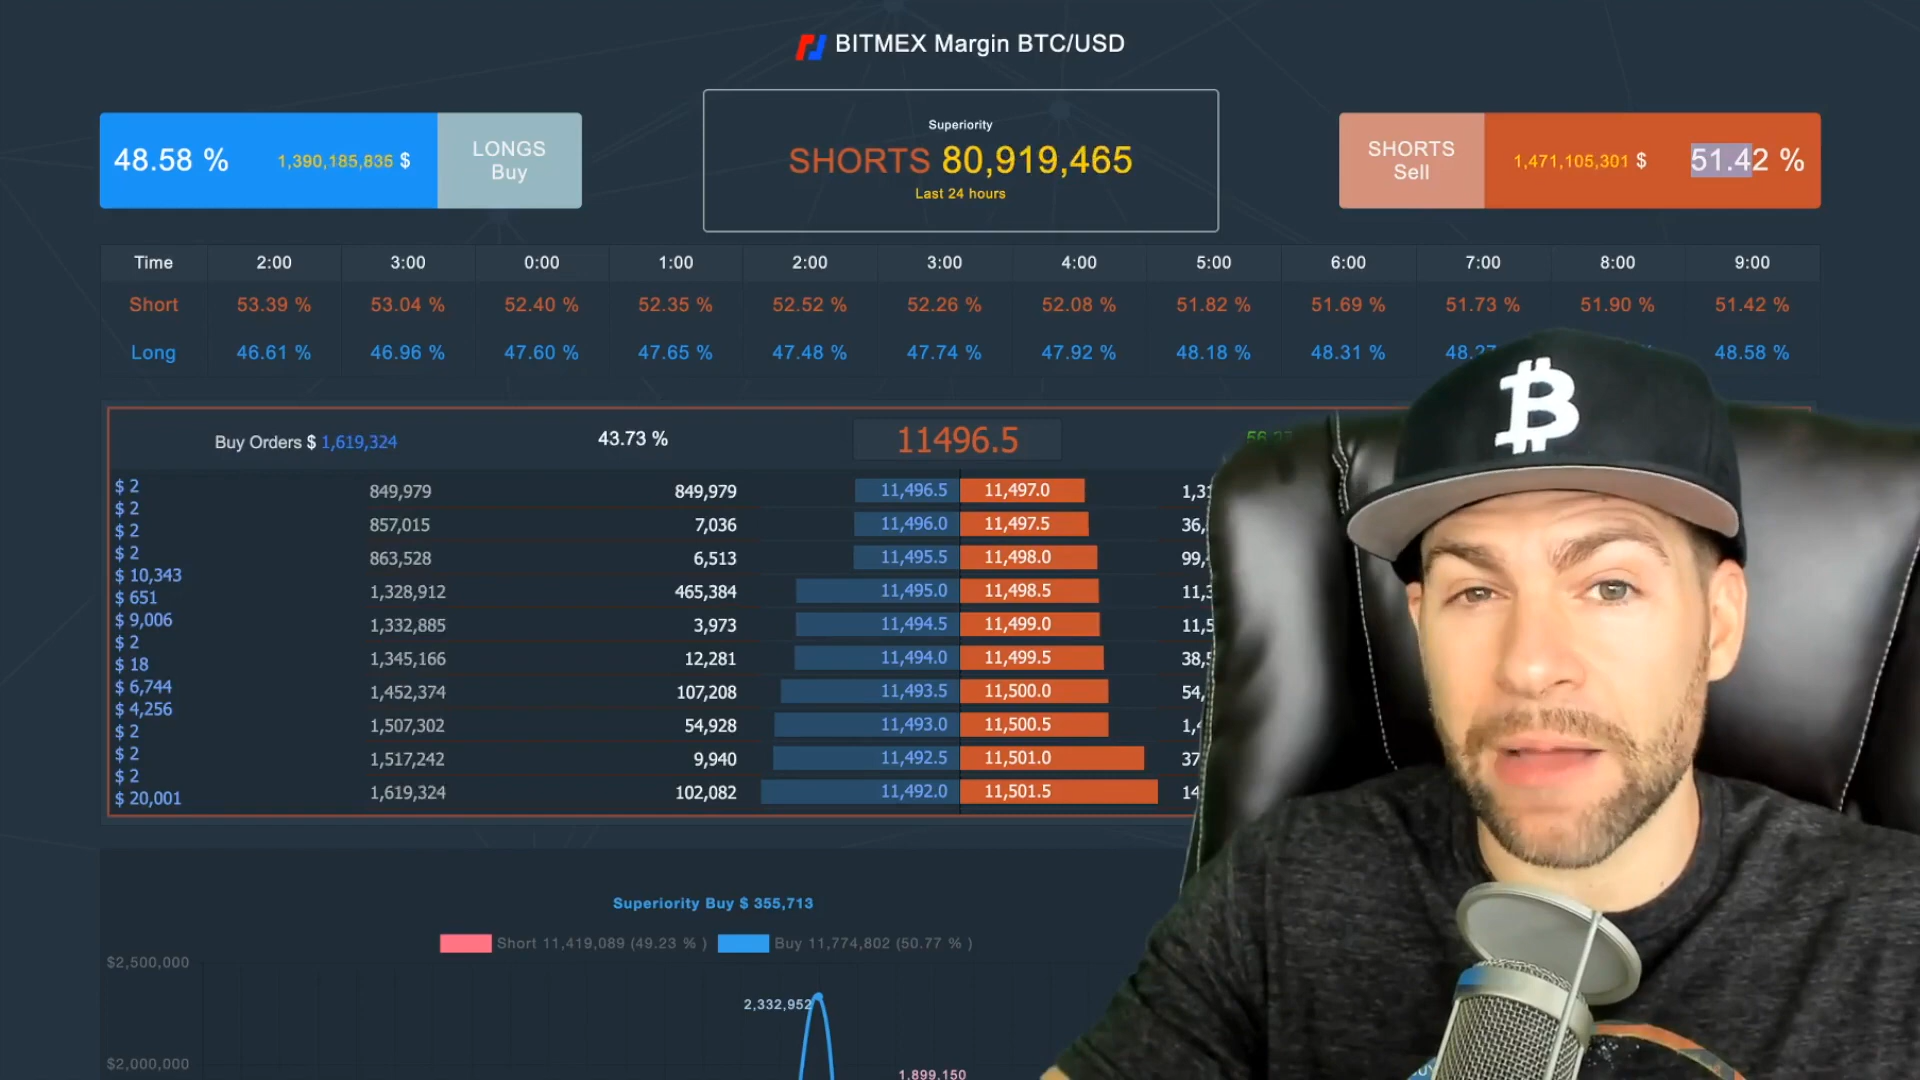 BITMEX Margin BTC/USD
48.58 %
1,390,185,835 $
LONGS
Buy
Superiority
SHORTS 80,919,465
Last 24 hours
SHORTS
Sell
1,471,105,301 $
51.42 %
Time 2:00 3:00 0:00 1:00 2:00 3:00 4:00 5:00 6:00 7:00 8:00 9:00
Short 53.39 % 53.04 % 52.40 % 52.35 % 52.52 % 52.26 % 52.08 % 51.82 % 51.69 % 51.73 % 51.90 % 51.42 %
Long 46.61 % 46.96 % 47.60 % 47.65 % 47.48 % 47.74 % 47.92 % 48.18 % 48.31 % 48.27 48.58 %
Buy Orders $ 1,619,324 43.73 % 11496.5
$ 2
$ 2
$ 2
$ 2
$ 10,343
$ 651
$ 9,006
$ 2
$ 18
$ 6,744
$ 4,256
$ 2
$ 2
$ 2
$ 20,001
849,979 849,979 11,496.5 11,497.0
857,015 7,036 11,496.0 11,497.5
863,528 6,513 11,495.5 11,498.0
1,328,912 465,384 11,495.0 11,498.5
1,332,885 3,973 11,494.5 11,499.0
1,345,166 12,281 11,494.0 11,499.5
1,452,374 107,208 11,493.5 11,500.0
1,507,302 54,928 11,493.0 11,500.5
1,517,242 9,940 11,492.5 11,501.0
1,619,324 102,082 11,492.0 11,501.5
Superiority Buy $ 355,713
Short 11,419,089 (49.23 % ) Buy 11,774,802 (50.77 % )
$2,500,000
2,332,952
$2,000,000
1,899,150